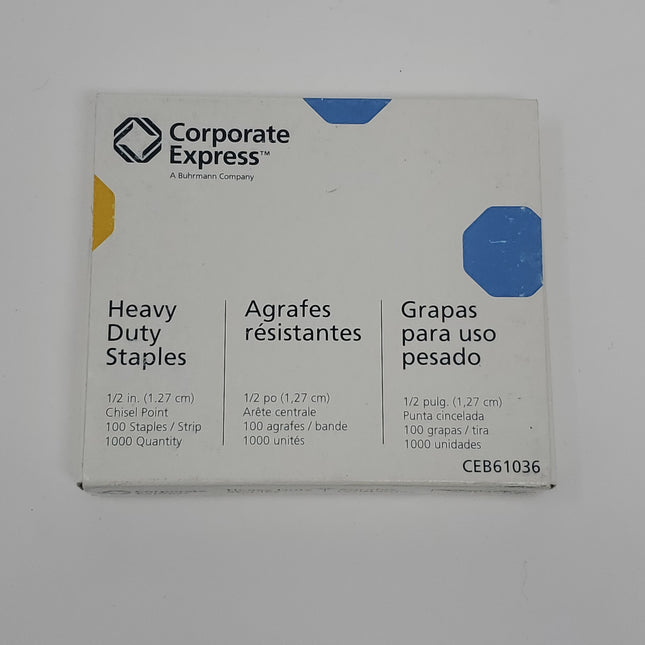 Corporate
Express™
A Buhrmann Company
Heavy
Duty
Staples
1/2 in. (1.27 cm)
Chisel Point
100 Staples / Strip
1000 Quantity
Agrafes
résistantes
1/2 po (1,27 cm)
Arête centrale
100 agrafes / bande
1000 unités
Grapas
para uso
pesado
1/2 pulg. (1,27 cm)
Punta cincelada
100 grapas / tira
1000 unidades
CEB61036